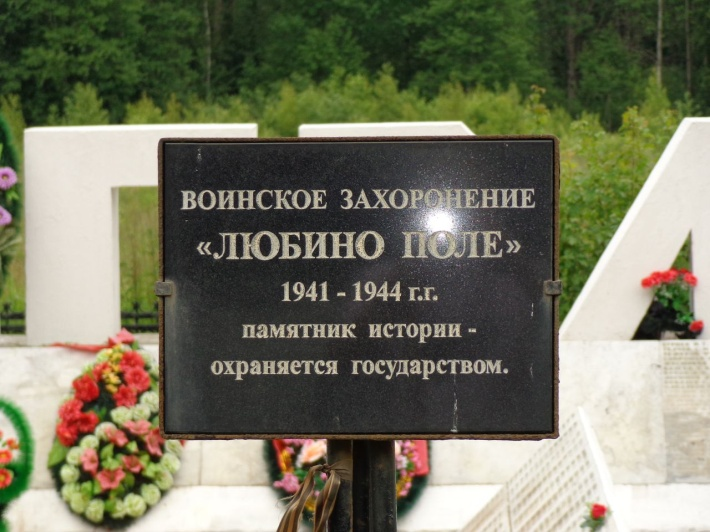 ВОИНСКОЕ ЗАХОРОНЕНИЕ
«ЛЮБИНО ПОЛЕ»
1941 - 1944 г.г.
памятник истории -
охраняется государством.